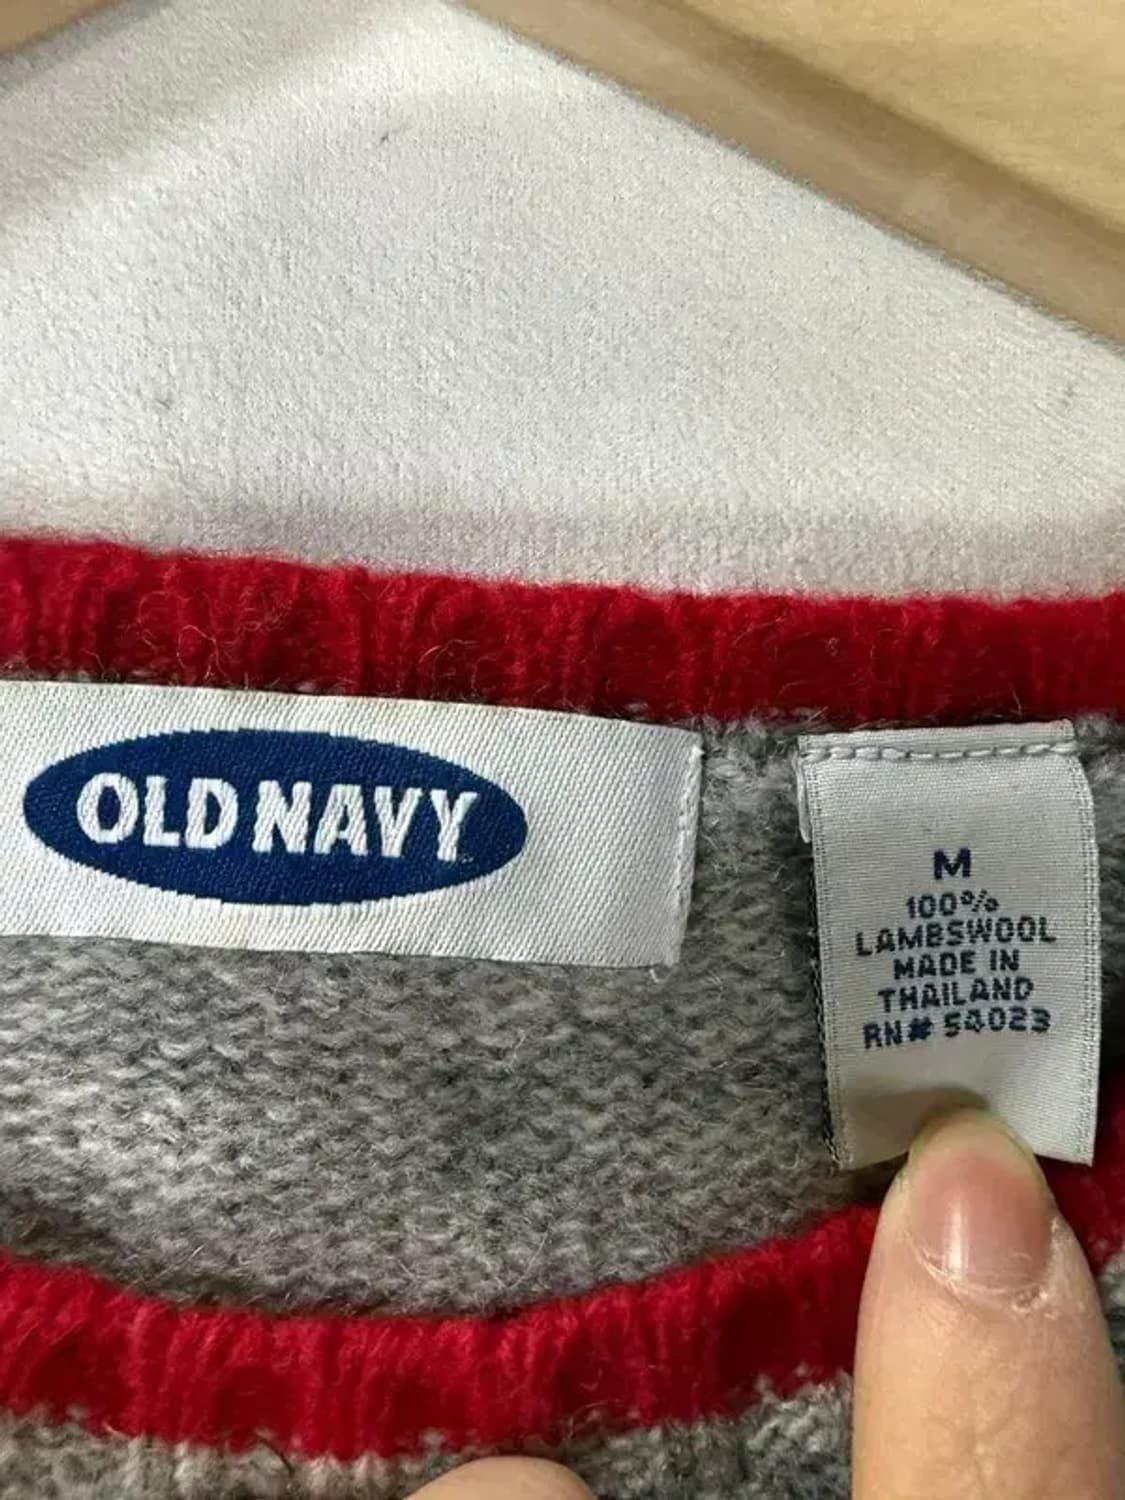 OLD NAVY
M
100%
LAMBSWOOL
MADE IN
THAILAND
RN# 54023